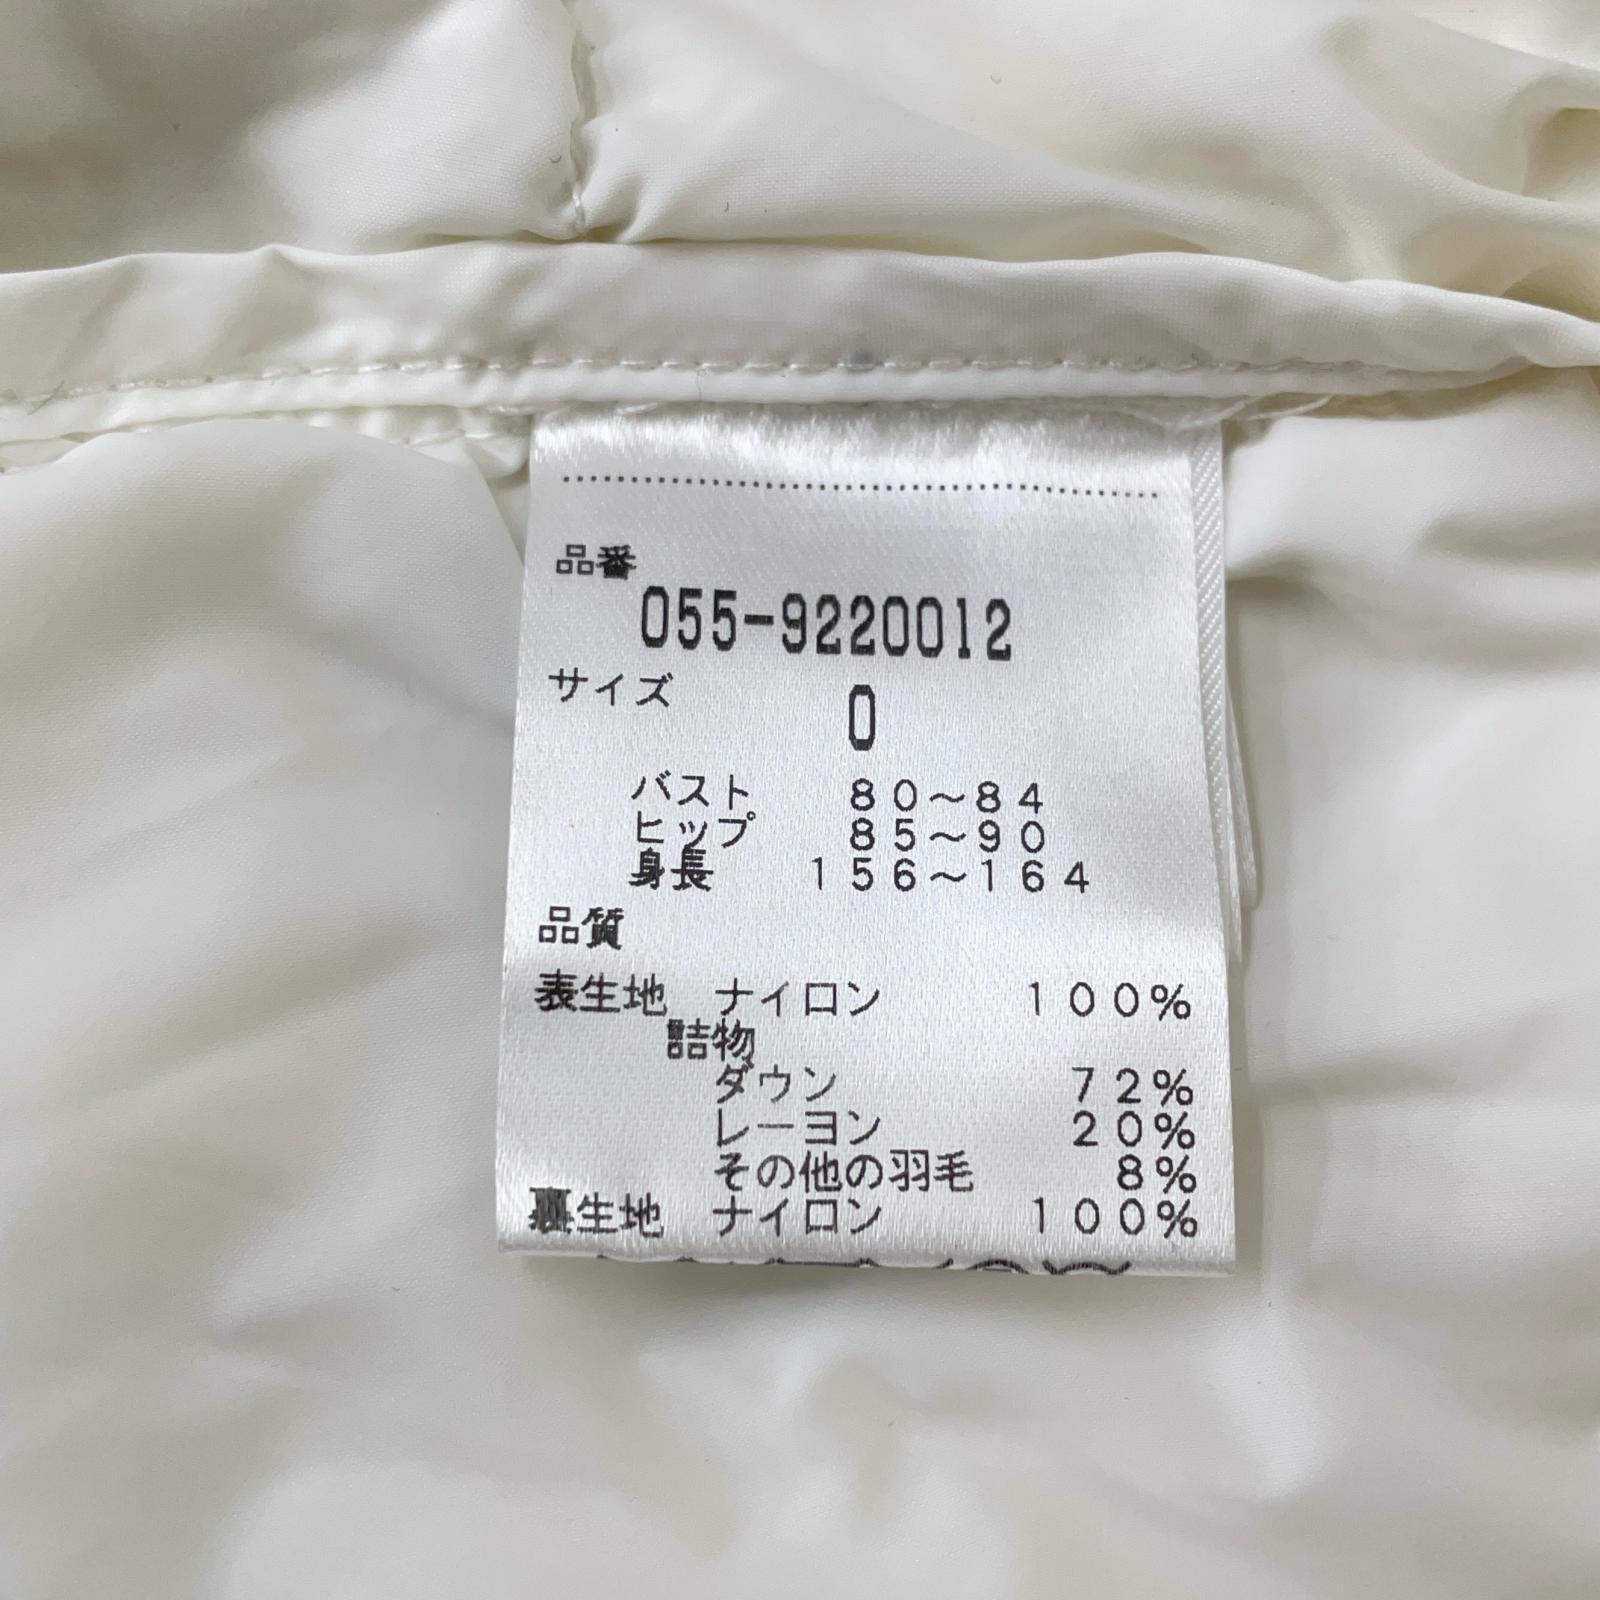 品番
055-9220012
サイズ 0
バスト 80～84
ヒップ 85～90
身長 156～164
品質
表生地 ナイロン 100%
詰物
ダウン 72%
レーヨン 20%
その他の羽毛 8%
裏生地 ナイロン 100%